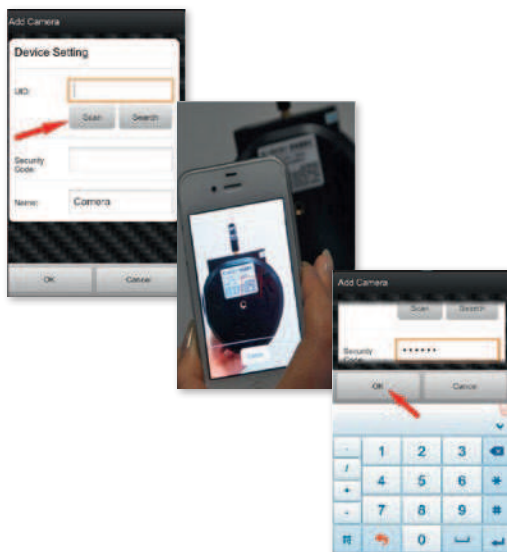 Add Camera
Device Setting
UID:
Scan Search
Security
Code:
Name: Camera
OK Cancel
Add Camera
Scan Search
Security
Code:
••••••
OK Cancel
- 1 2 3
/ 4 5 6 *
+
- 7 8 9 #
0